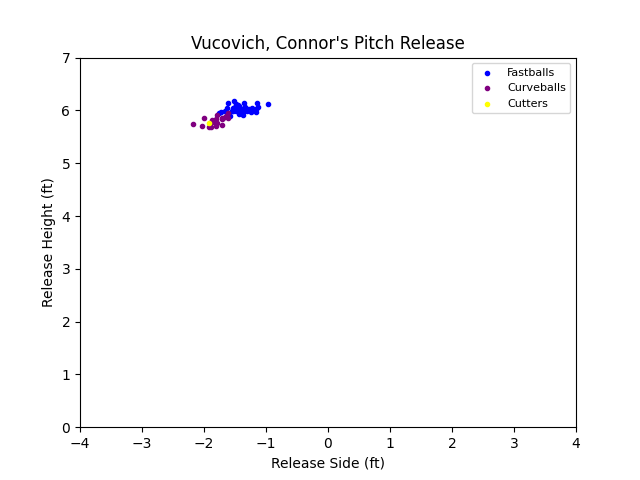 Vucovich, Connor's Pitch Release
Fastballs
Curveballs
Cutters
7
6
5
4
3
2
1
0
Release Height (ft)
−4 −3 −2 −1 0 1 2 3 4
Release Side (ft)